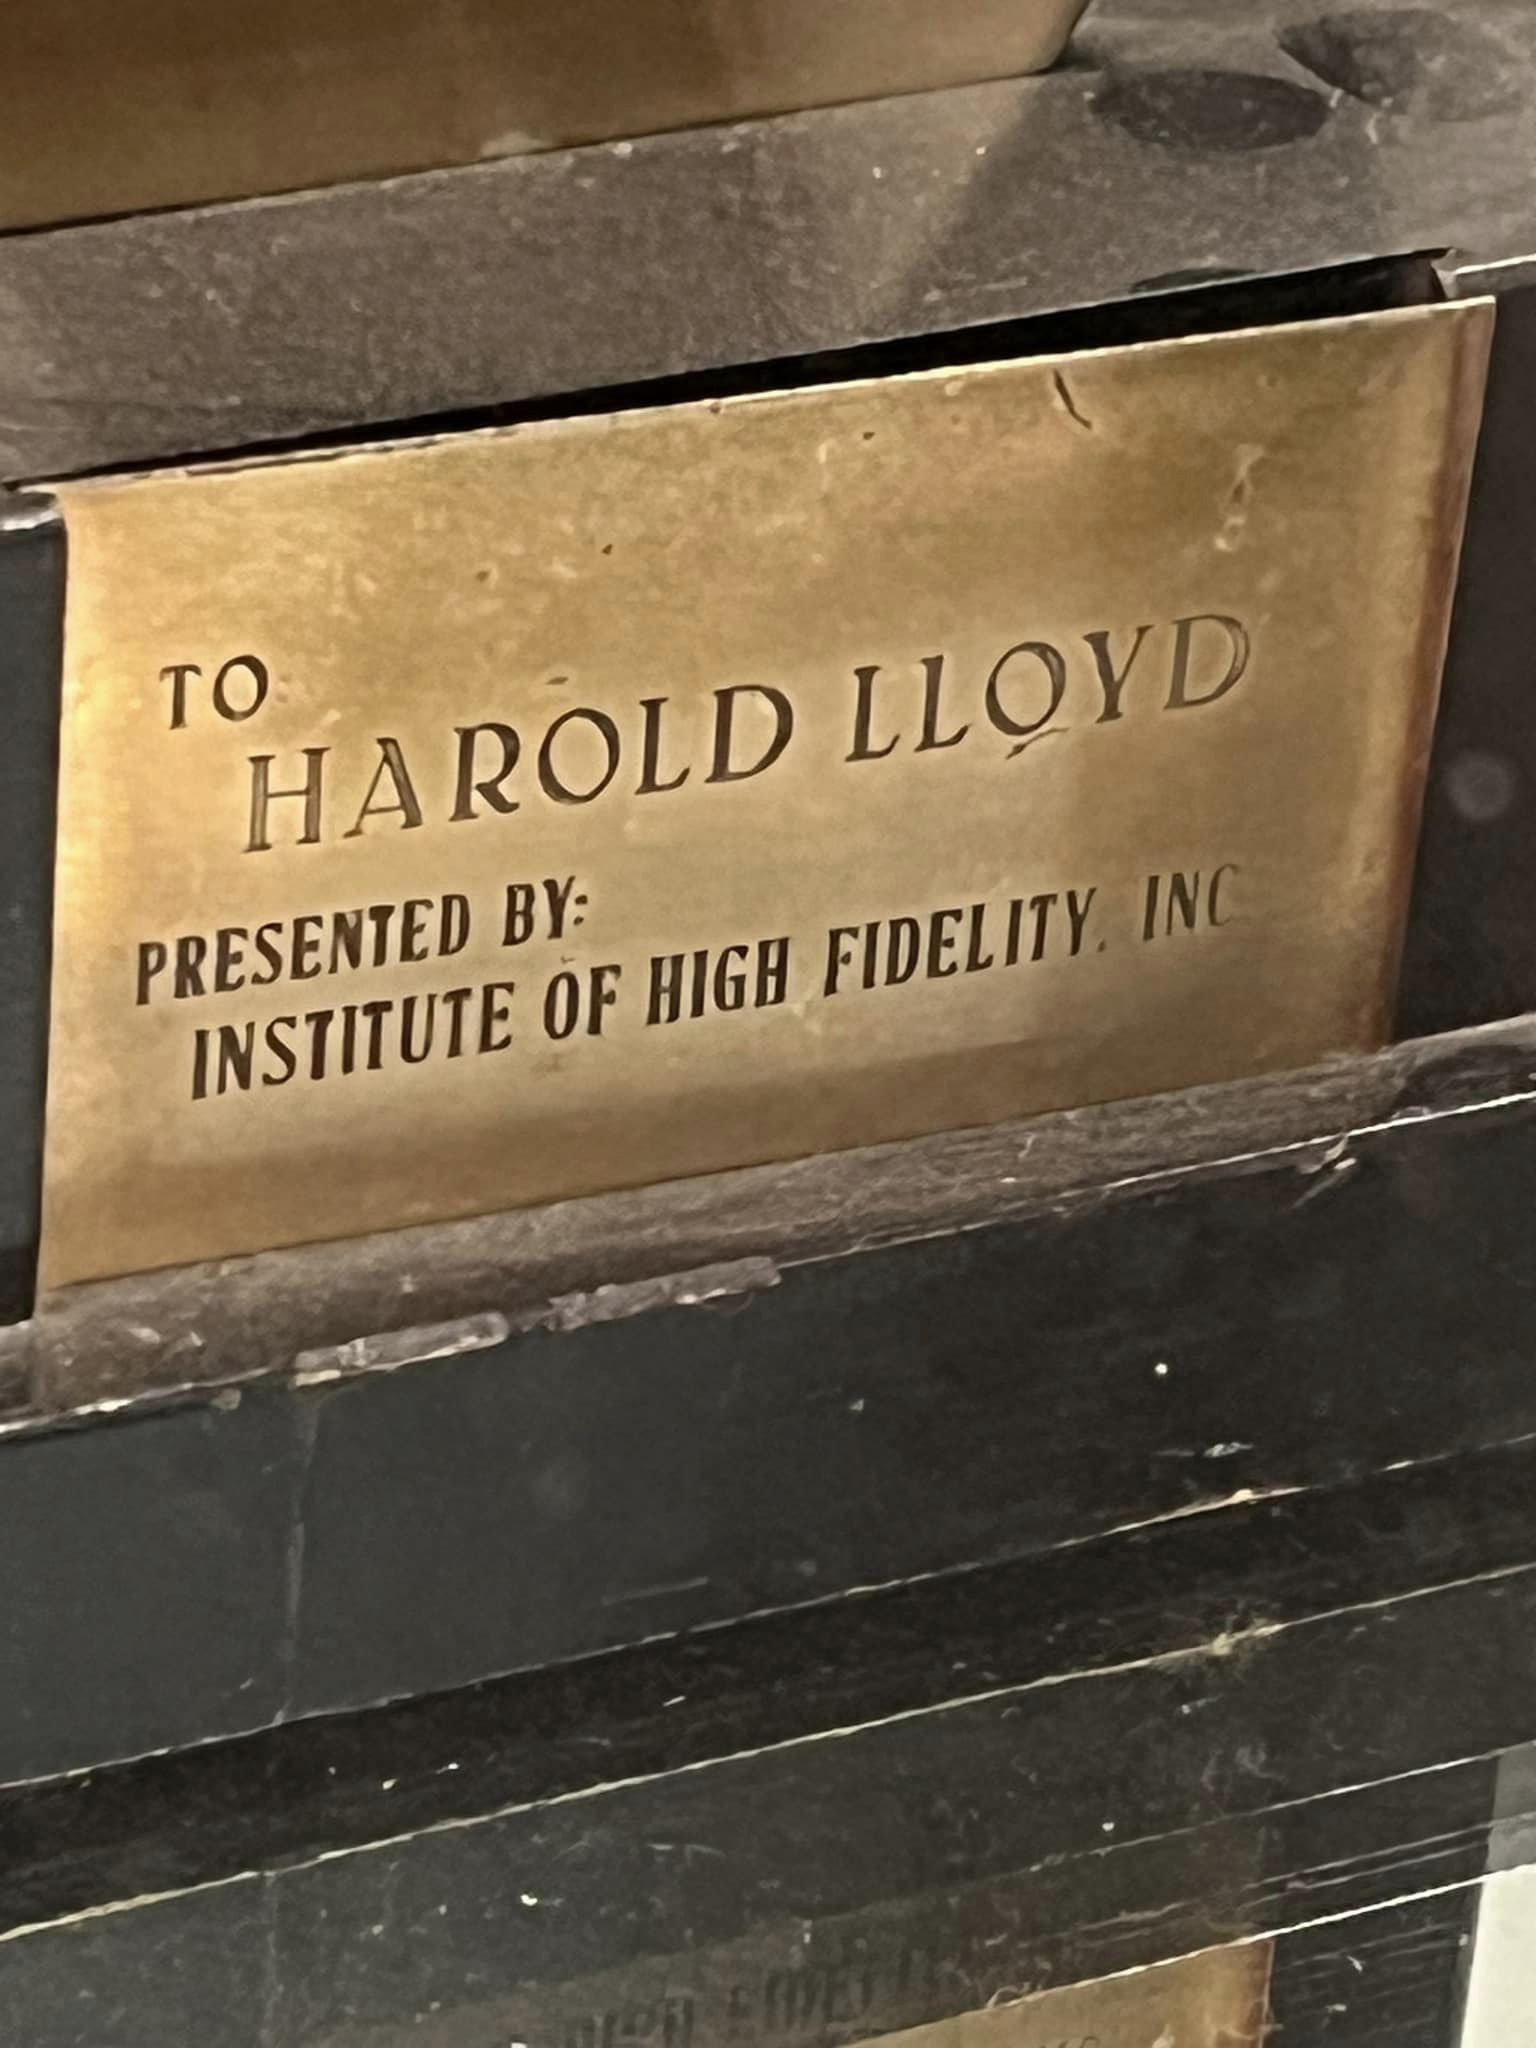 TO
HAROLD LLOYD
PRESENTED BY:
INSTITUTE OF HIGH FIDELITY, INC